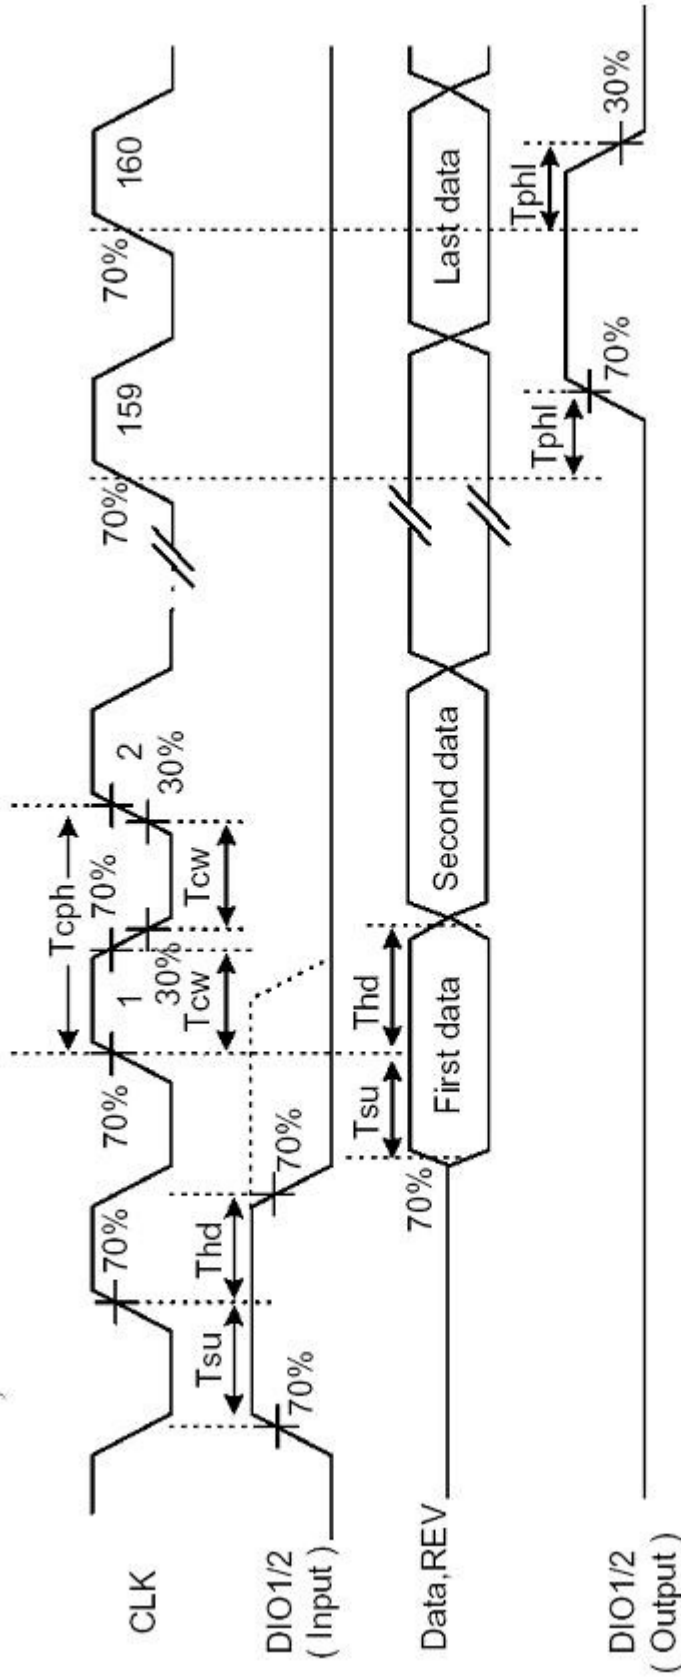 CLK
70%
70%
1
Tcph
70%
30%
2
30%
70%
159
70%
160
Tcw
Tcw
DIO1/2
( Input )
Tsu
Thd
70%
70%
Data,REV
70%
Tsu
Thd
First data
Second data
Last data
DIO1/2
( Output )
Tphl
70%
Tphl
30%